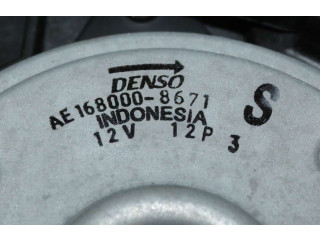 DENSO
AE168000-8671
INDONESIA
12V 12P 3
S